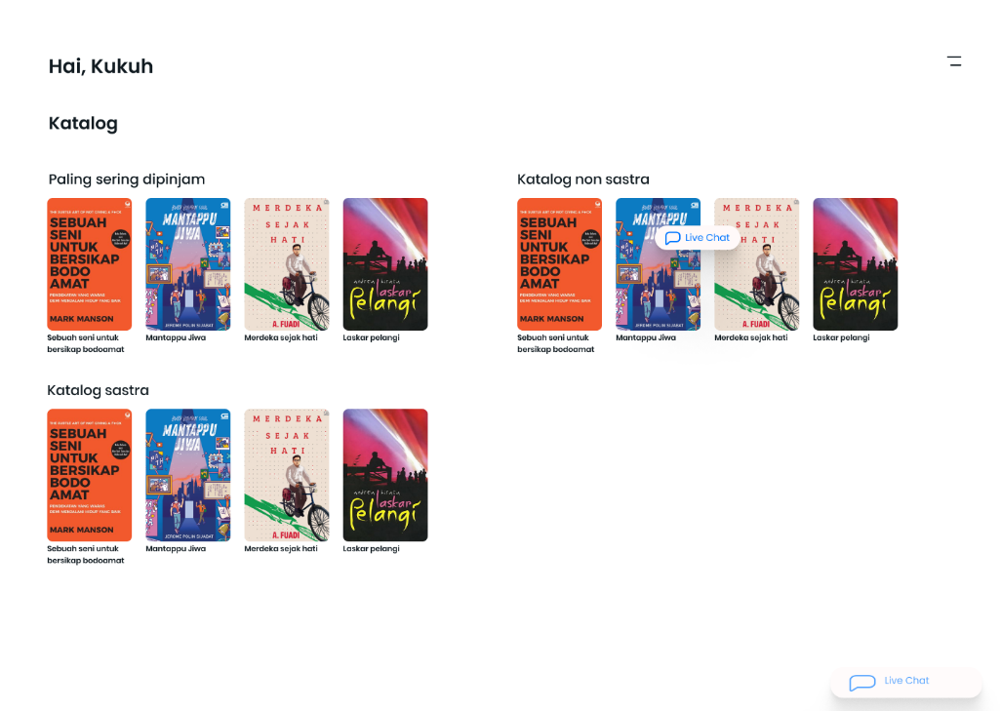 Hai, Kukuh
Katalog
Paling sering dipinjam
THE SUBTLE ART OF NOT GIVING A F*CK
SEBUAH
SENI
UNTUK
BERSIKAP
BODO
AMAT
PENDEKATAN YANG WARAS
DEMI MENJALANI HIDUP YANG BAIK
MARK MANSON
Sebuah seni untuk
bersikap bodoamat
MANTAPPU
JIWA
JEROME POLIN SIJABAT
Mantappu Jiwa
MERDEKA
SEJAK
HATI
A. FUADI
Merdeka sejak hati
andrea hirata
laskar
pelangi
Laskar pelangi
Katalog non sastra
THE SUBTLE ART OF NOT GIVING A F*CK
SEBUAH
SENI
UNTUK
BERSIKAP
BODO
AMAT
PENDEKATAN YANG WARAS
DEMI MENJALANI HIDUP YANG BAIK
MARK MANSON
Sebuah seni untuk
bersikap bodoamat
MANTAPPU
JEROME POLIN SIJABAT
Mantappu Jiwa
Live Chat
MERDEKA
SEJAK
HATI
A. FUADI
Merdeka sejak hati
andrea hirata
laskar
pelangi
Laskar pelangi
Katalog sastra
THE SUBTLE ART OF NOT GIVING A F*CK
SEBUAH
SENI
UNTUK
BERSIKAP
BODO
AMAT
PENDEKATAN YANG WARAS
DEMI MENJALANI HIDUP YANG BAIK
MARK MANSON
Sebuah seni untuk
bersikap bodoamat
MANTAPPU
JIWA
JEROME POLIN SIJABAT
Mantappu Jiwa
MERDEKA
SEJAK
HATI
A. FUADI
Merdeka sejak hati
andrea hirata
laskar
pelangi
Laskar pelangi
Live Chat